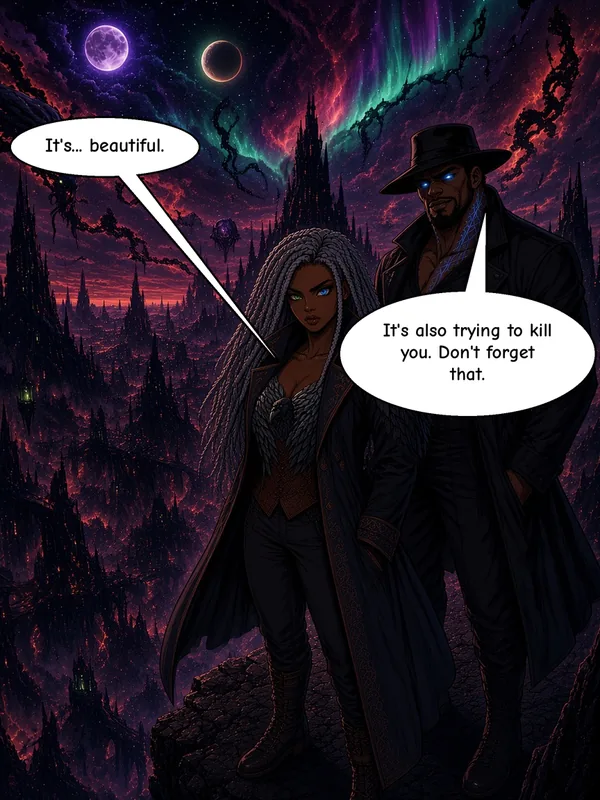 It's... beautiful.
It's also trying to kill
you. Don't forget
that.